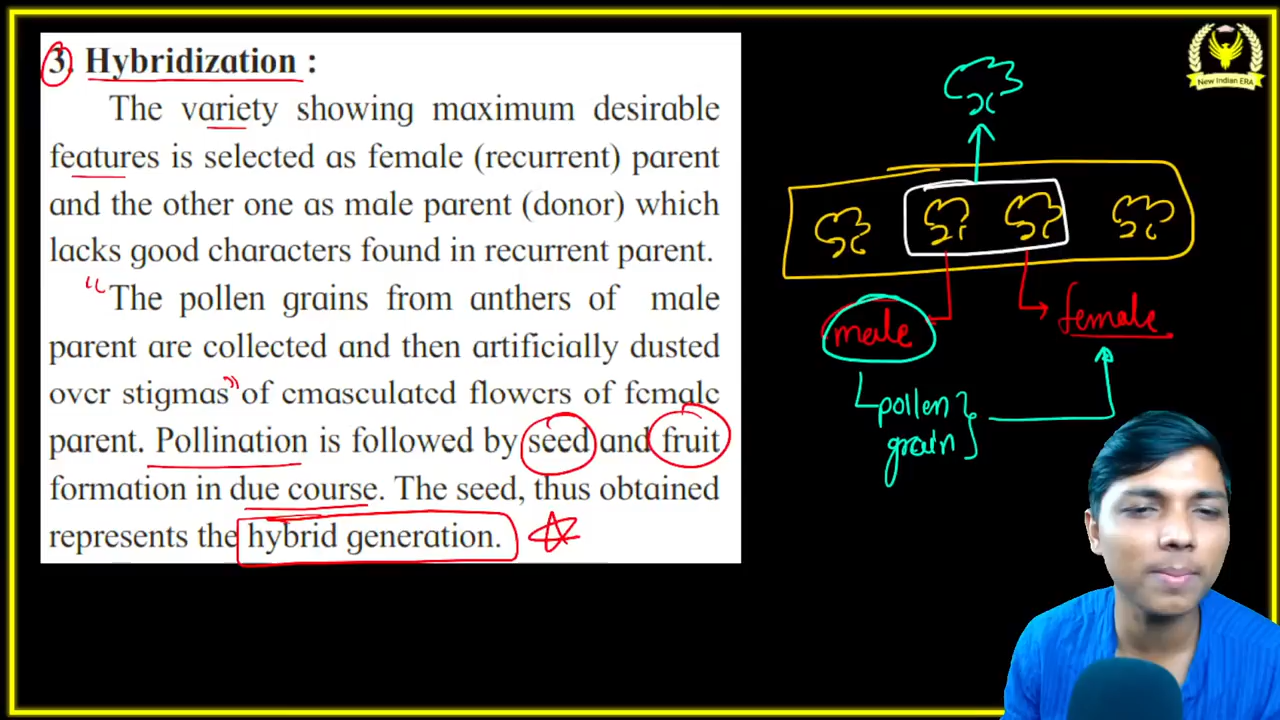 3. Hybridization :
The variety showing maximum desirable
features is selected as female (recurrent) parent
and the other one as male parent (donor) which
lacks good characters found in recurrent parent.
“The pollen grains from anthers of male
parent are collected and then artificially dusted
over stigmas” of emasculated flowers of female
parent. Pollination is followed by seed and fruit
formation in due course. The seed, thus obtained
represents the hybrid generation.
male
female
pollen
grain
New Indian ERA